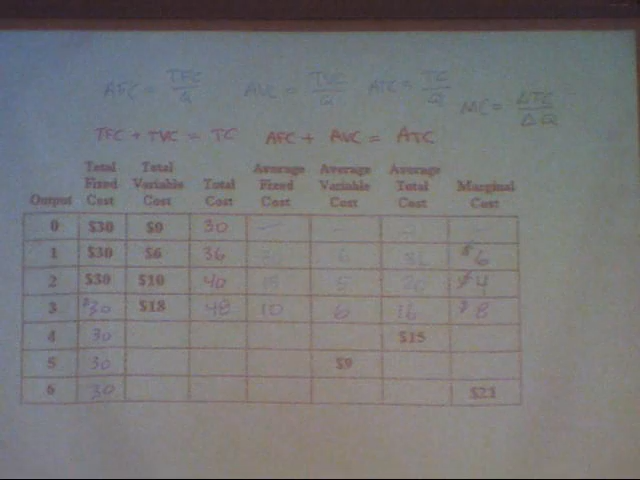 AFC = TFC/Q AVC = TVC/Q ATC = TC/Q MC = ΔTC/ΔQ
TFC + TVC = TC AFC + AVC = ATC
Output Total Fixed Cost Total Variable Cost Total Cost Average Fixed Cost Average Variable Cost Average Total Cost Marginal Cost
0 $30 $0 30 — — — —
1 $30 $6 36 6 $6
2 $30 $10 40 15 5 20 $4
3 $30 $18 48 10 6 16 $8
4 30 $15
5 30 $9
6 30